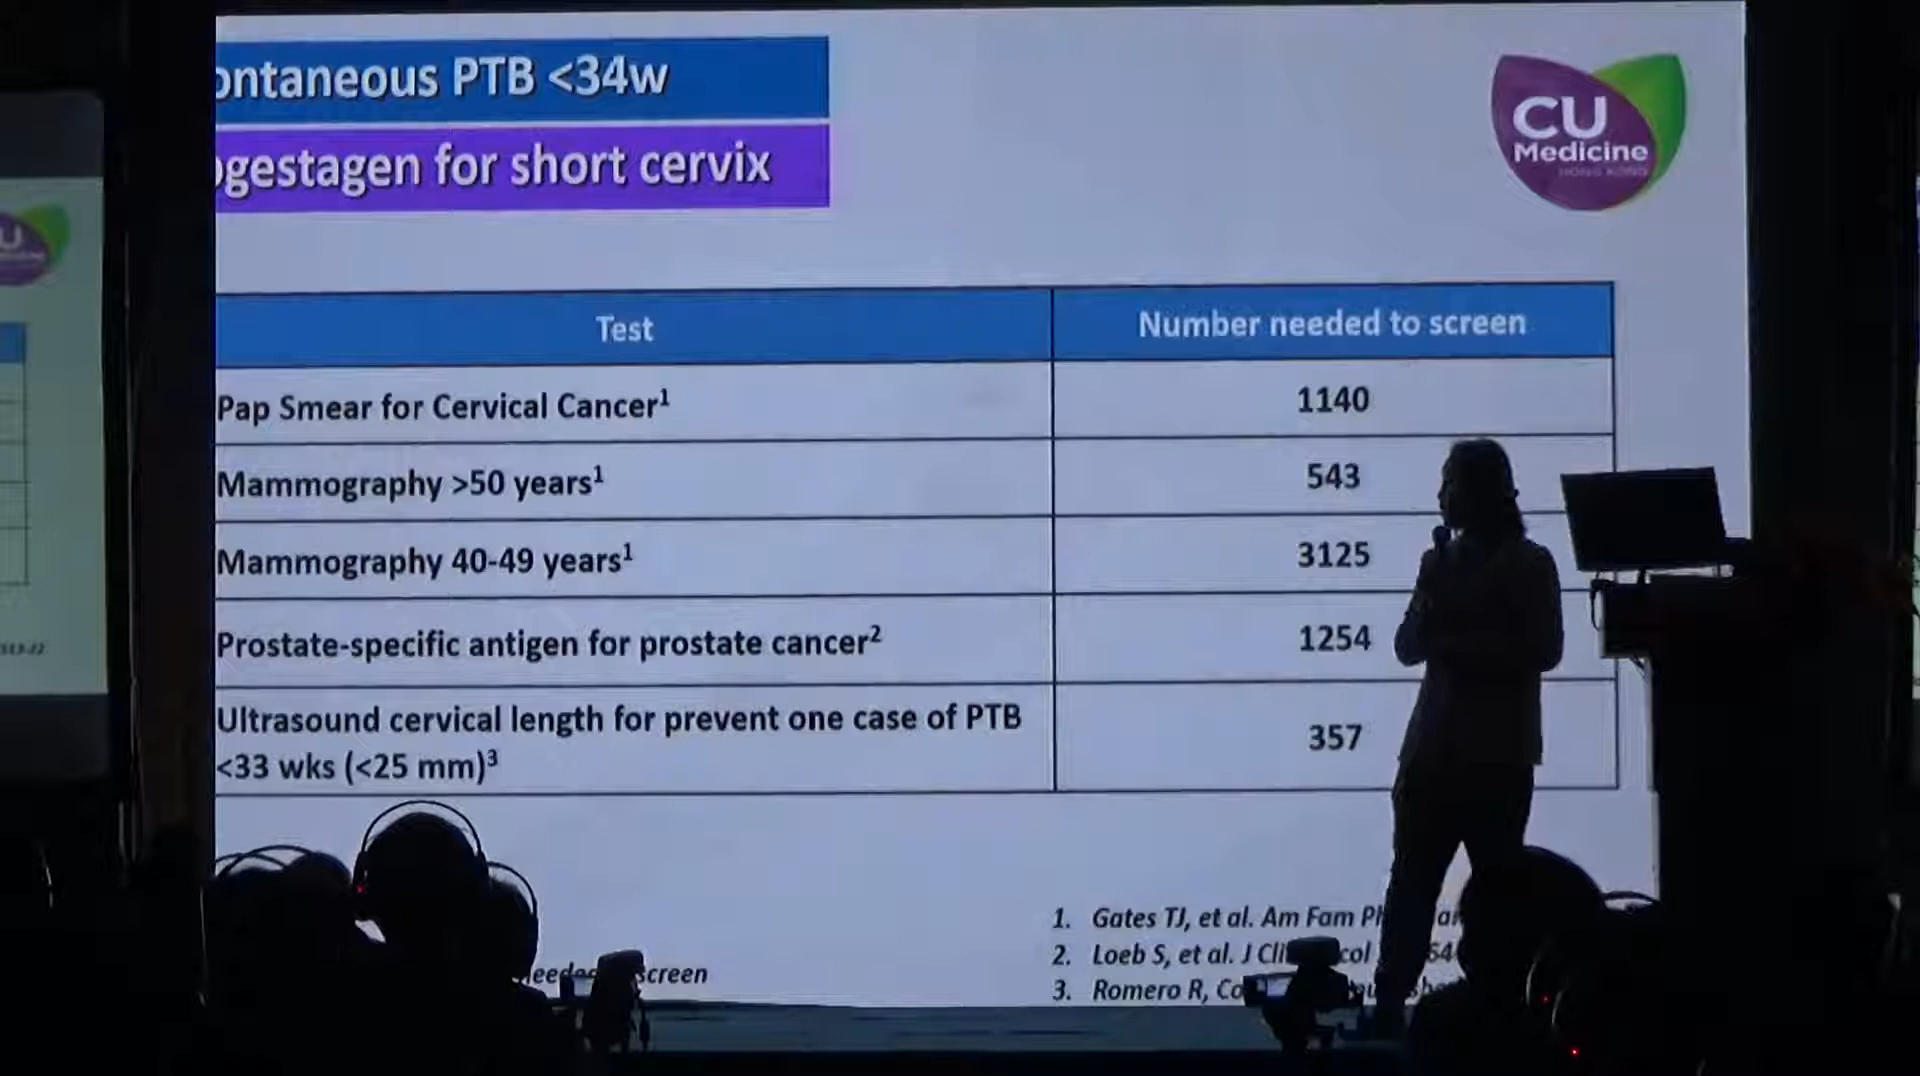 ontaneous PTB <34w
ogestagen for short cervix
CU
Medicine
HONG KONG
Test
Number needed to screen
Pap Smear for Cervical Cancer¹
1140
Mammography >50 years¹
543
Mammography 40-49 years¹
3125
Prostate-specific antigen for prostate cancer²
1254
Ultrasound cervical length for prevent one case of PTB
<33 wks (<25 mm)³
357
1. Gates TJ, et al. Am Fam
2. Loeb S, et al. J
3. Romero R,
screen